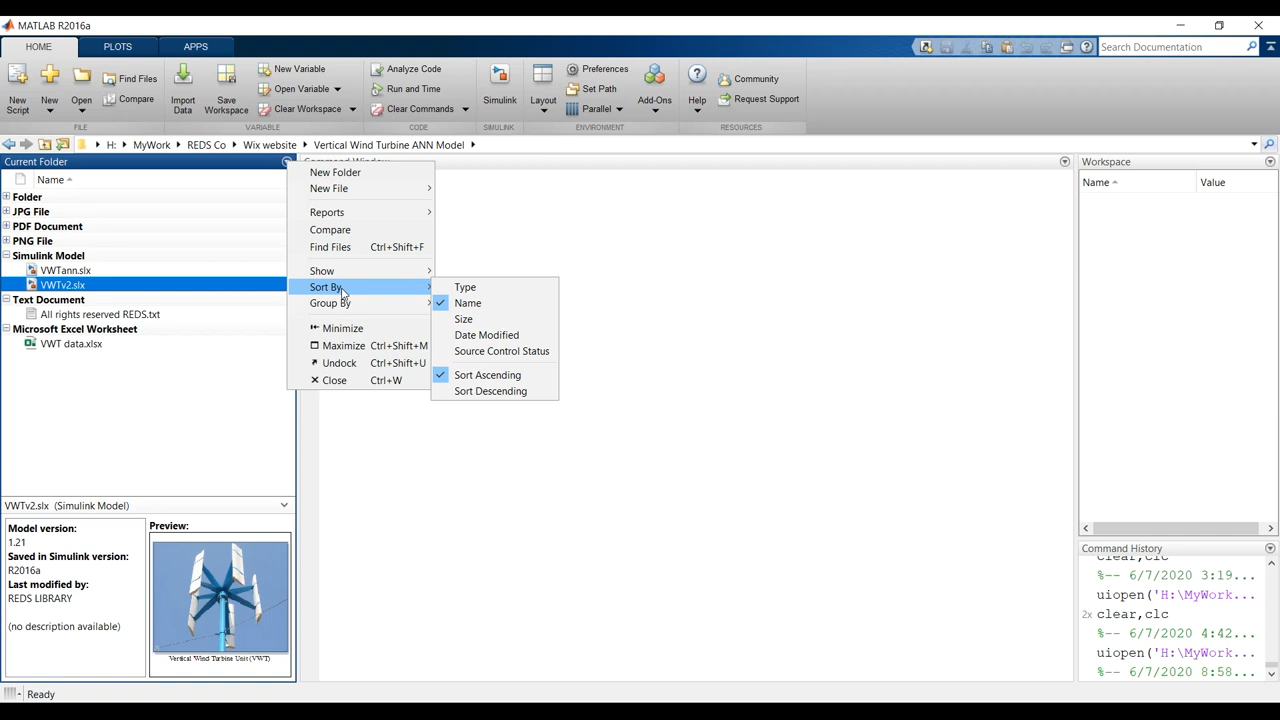 MATLAB R2016a
HOME PLOTS APPS
Search Documentation
New Script New Open Find Files Compare
Import Data Save Workspace New Variable Open Variable Clear Workspace
Analyze Code Run and Time Clear Commands
Simulink
Layout Preferences Set Path Parallel Add-Ons
Help Community Request Support
FILE VARIABLE CODE SIMULINK ENVIRONMENT RESOURCES
H: MyWork REDS Co Wix website Vertical Wind Turbine ANN Model
Current Folder
Name
Folder
JPG File
PDF Document
PNG File
Simulink Model
VWTann.slx
VWTv2.slx
Text Document
All rights reserved REDS.txt
Microsoft Excel Worksheet
VWT data.xlsx
New Folder
New File
Reports
Compare
Find Files Ctrl+Shift+F
Show
Sort By
Group By
Minimize
Maximize Ctrl+Shift+M
Undock Ctrl+Shift+U
Close Ctrl+W
Type
Name
Size
Date Modified
Source Control Status
Sort Ascending
Sort Descending
Workspace
Name Value
VWTv2.slx (Simulink Model)
Model version:
1.21
Saved in Simulink version:
R2016a
Last modified by:
REDS LIBRARY
(no description available)
Preview:
Vertical Wind Turbine Unit (VWT)
Command History
clear,clc
%-- 6/7/2020 3:19...
uiopen('H:\MyWork...
2x clear,clc
%-- 6/7/2020 4:42...
uiopen('H:\MyWork...
%-- 6/7/2020 8:58...
Ready